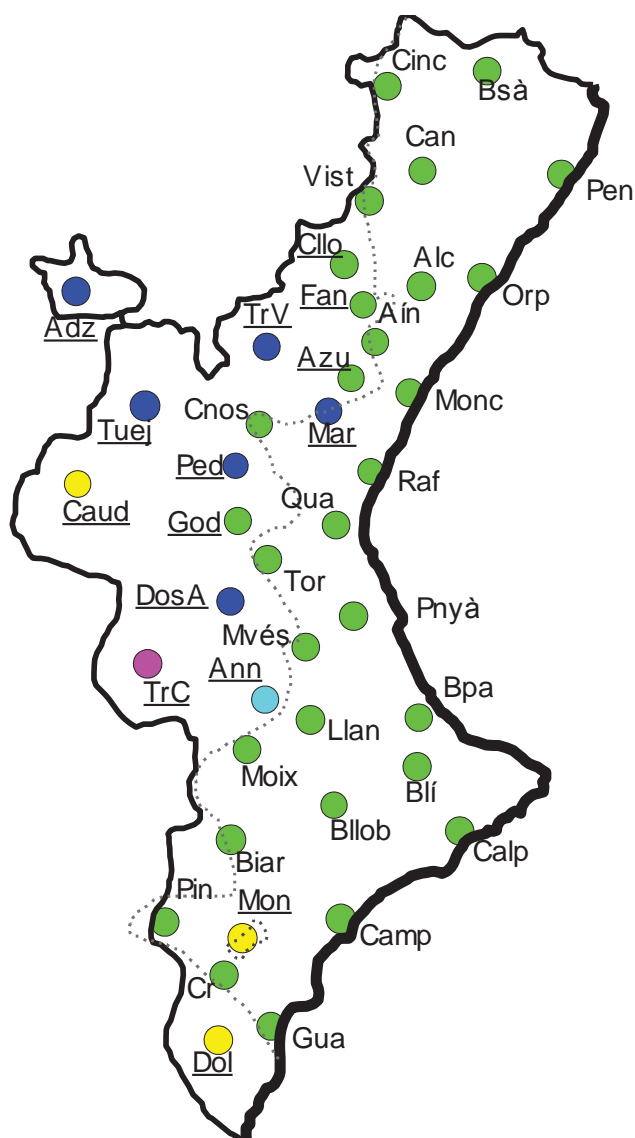 Cinc
Bsà
Can
Vist
Pen
Cllo
Alc
Fan
Orp
Adz
TrV
Aín
Azu
Monc
Cnos
Tuej
Mar
Ped
Raf
Caud
Qua
God
Tor
DosA
Pnyà
Mvés
TrC
Ann
Bpa
Llan
Moix
Blí
Bllob
Calp
Biar
Pin
Mon
Camp
Cr
Gua
Dol